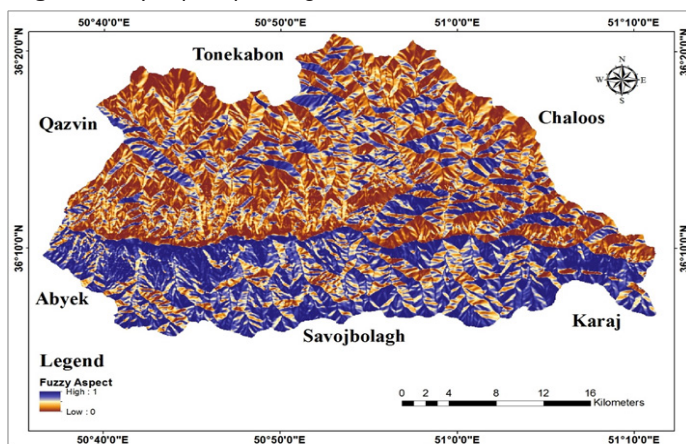 50°40'0"E 50°50'0"E 51°0'0"E 51°10'0"E
36°20'0"N
36°20'0"N
Tonekabon
N
W E
S
Qazvin
Chaloos
36°10'0"N
36°10'0"N
Abyek
Karaj
Savojbolagh
Legend
Fuzzy Aspect
High : 1
Low : 0
0 2 4 8 12 16
Kilometers
50°40'0"E 50°50'0"E 51°0'0"E 51°10'0"E